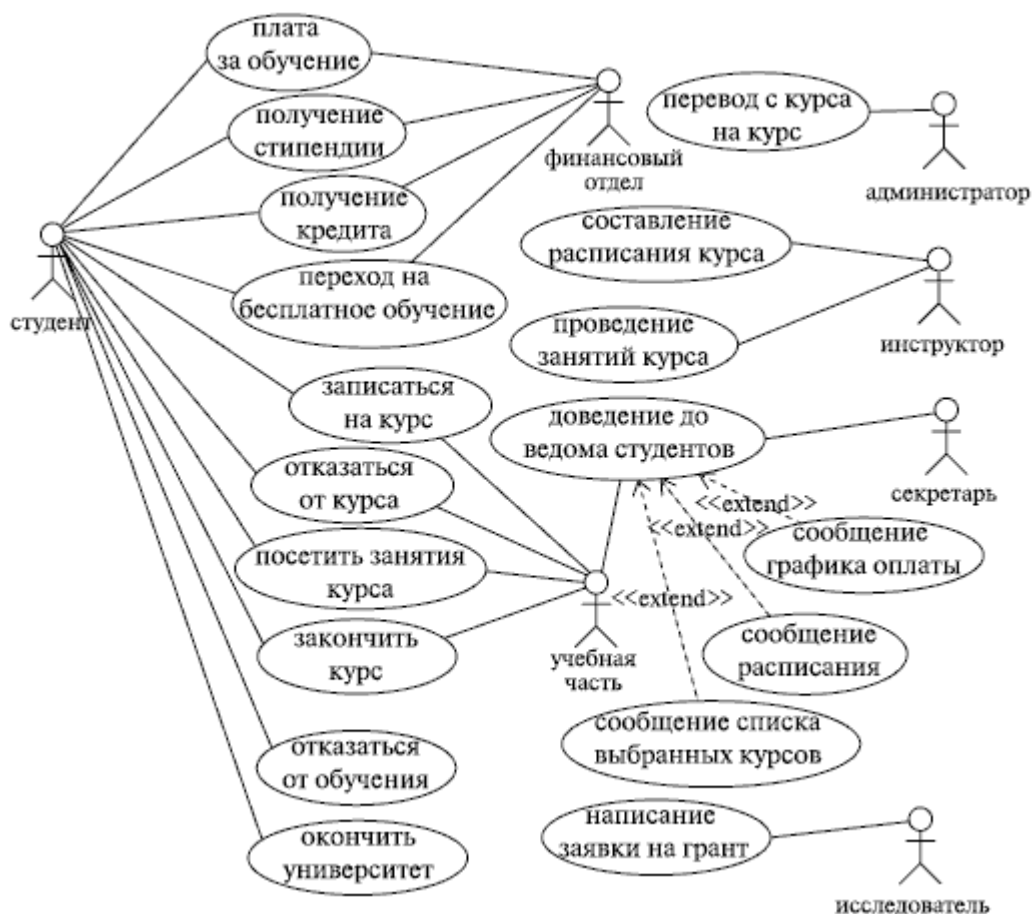 плата
за обучение
получение
стипендии
получение
кредита
переход на
бесплатное обучение
студент
финансовый
отдел
перевод с курса
на курс
администратор
составление
расписания курса
проведение
занятий курса
инструктор
записаться
на курс
доведение до
ведома студентов
секретарь
отказаться
от курса
<<extend>>
<<extend>>
<<extend>>
сообщение
графика оплаты
посетить занятия
курса
закончить
курс
учебная
часть
сообщение
расписания
сообщение списка
выбранных курсов
отказаться
от обучения
окончить
университет
написание
заявки на грант
исследователь